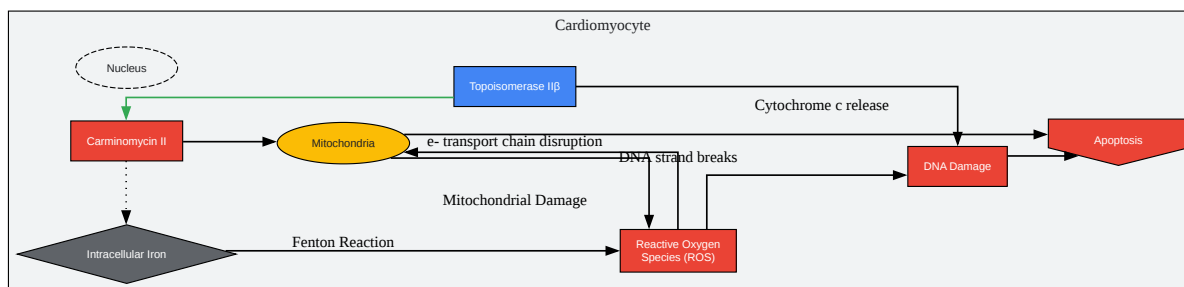 Cardiomyocyte
Nucleus
Topoisomerase IIβ
Cytochrome c release
Carminomycin II
Mitochondria
e- transport chain disruption
Apoptosis
DNA strand breaks
DNA Damage
Mitochondrial Damage
Fenton Reaction
Intracellular Iron
Reactive Oxygen
Species (ROS)